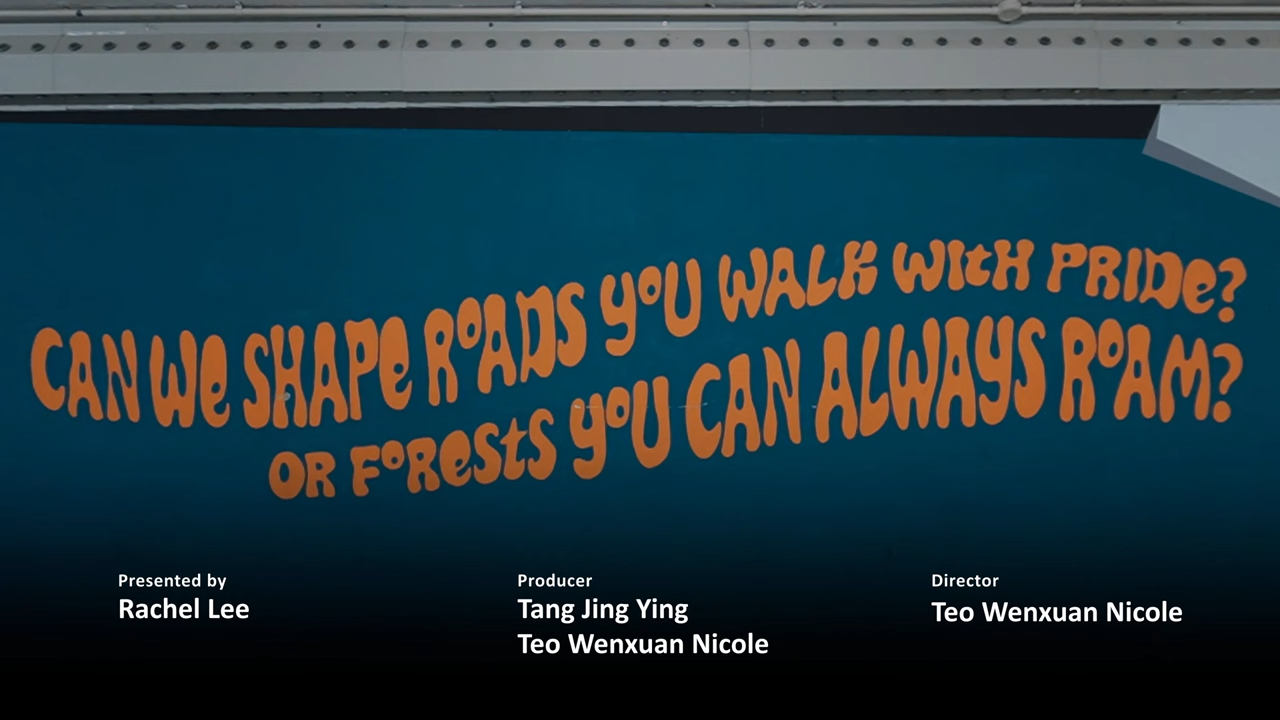 CAN We SHAPe ROADS yOU WALK WItH PRIDe?
OR FOResSts yOU CAN ALWAyS ROAM?
Presented by
Rachel Lee
Producer
Tang Jing Ying
Teo Wenxuan Nicole
Director
Teo Wenxuan Nicole